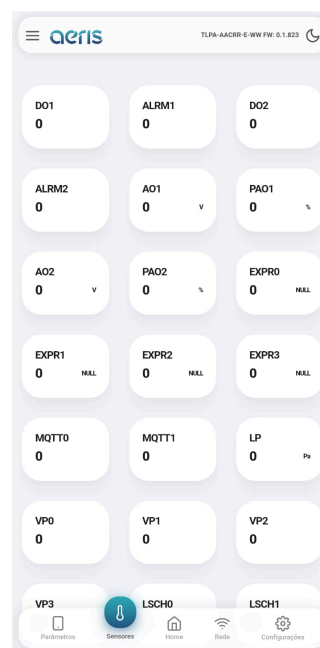 aeris TLPA-AACRR-E-WW FW: 0.1.823
DO1 ALRM1 DO2
0 0 0
ALRM2 AO1 PAO1
0 0 V 0 %
AO2 PAO2 EXPR0
0 V 0 % 0 NULL
EXPR1 EXPR2 EXPR3
0 NULL 0 NULL 0 NULL
MQTT0 MQTT1 LP
0 0 0 Pa
VP0 VP1 VP2
0 0 0
VP3 LSCH0 LSCH1
Parâmetros Sensores Home Rede Configurações